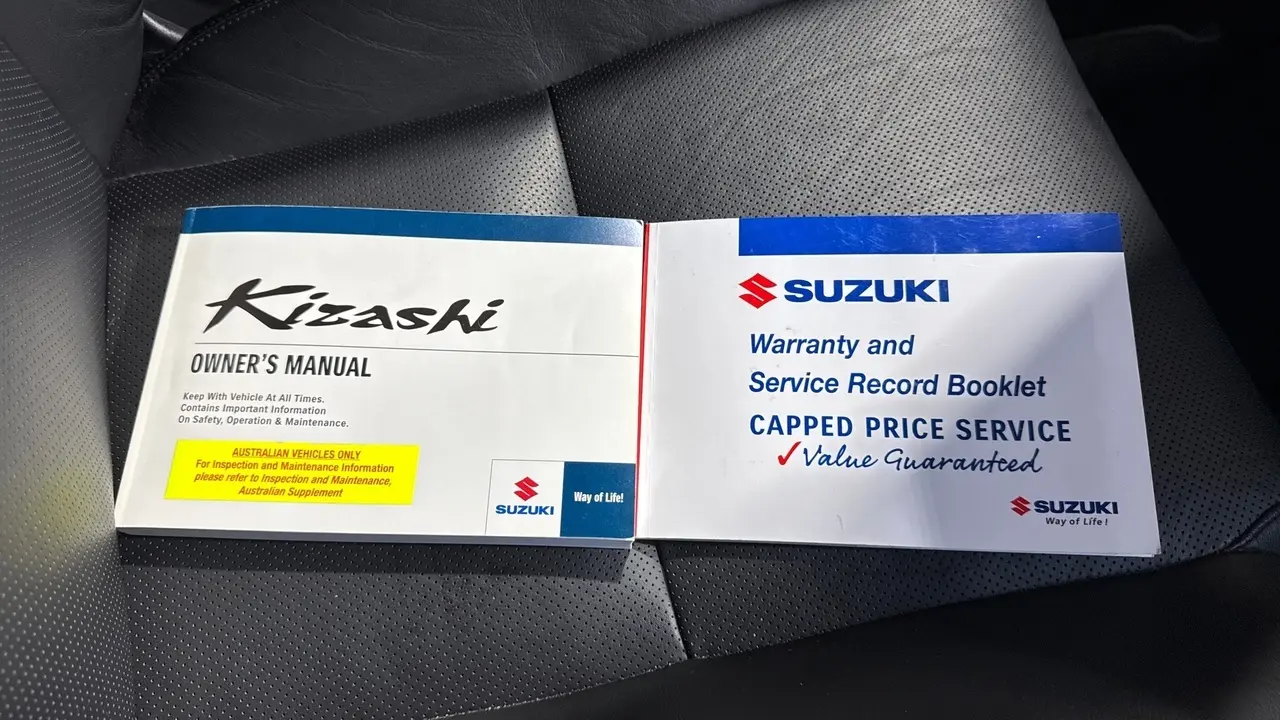 Kizashi
OWNER'S MANUAL
Keep With Vehicle At All Times.
Contains Important Information
On Safety, Operation & Maintenance.
AUSTRALIAN VEHICLES ONLY
For Inspection and Maintenance Information
please refer to Inspection and Maintenance,
Australian Supplement
SUZUKI
Way of Life!
SUZUKI
Warranty and
Service Record Booklet
CAPPED PRICE SERVICE
Value Guaranteed
SUZUKI
Way of Life!